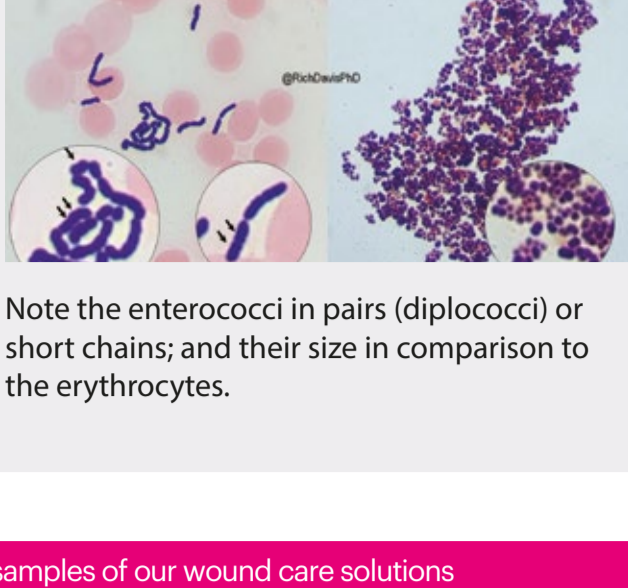 @RichDavisPhD
Note the enterococci in pairs (diplococci) or
short chains; and their size in comparison to
the erythrocytes.
samples of our wound care solutions